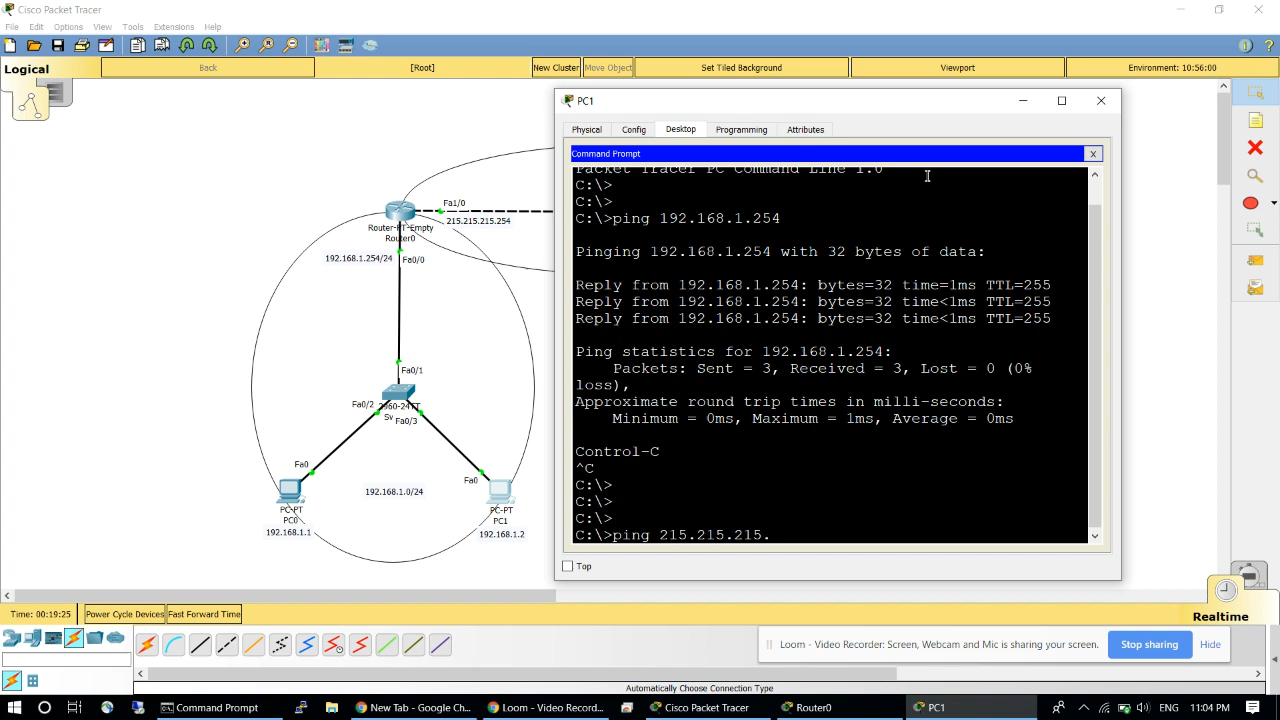 Cisco Packet Tracer
File Edit Options View Tools Extensions Help
Logical Back [Root] New Cluster Move Object Set Tiled Background Viewport Environment: 10:56:00
Fa1/0
215.215.215.254
Router-PT-Empty
Router0
192.168.1.254/24 Fa0/0
Fa0/1
2960-24TT
Fa0/2
Fa0/3
Fa0
Fa0
192.168.1.0/24
PC-PT
PC0
192.168.1.1
PC-PT
PC1
192.168.1.2
PC1
Physical Config Desktop Programming Attributes
Command Prompt X
Packet Tracer PC Command Line 1.0
C:\>
C:\>
C:\>ping 192.168.1.254
Pinging 192.168.1.254 with 32 bytes of data:
Reply from 192.168.1.254: bytes=32 time=1ms TTL=255
Reply from 192.168.1.254: bytes=32 time<1ms TTL=255
Reply from 192.168.1.254: bytes=32 time<1ms TTL=255
Ping statistics for 192.168.1.254:
Packets: Sent = 3, Received = 3, Lost = 0 (0%
loss),
Approximate round trip times in milli-seconds:
Minimum = 0ms, Maximum = 1ms, Average = 0ms
Control-C
^C
C:\>
C:\>
C:\>
C:\>ping 215.215.215.
Top
Time: 00:19:25 Power Cycle Devices Fast Forward Time Realtime
Loom - Video Recorder: Screen, Webcam and Mic is sharing your screen. Stop sharing Hide
Automatically Choose Connection Type
Command Prompt New Tab - Google Ch... Loom - Video Record... Cisco Packet Tracer Router0 PC1 ENG 11:04 PM